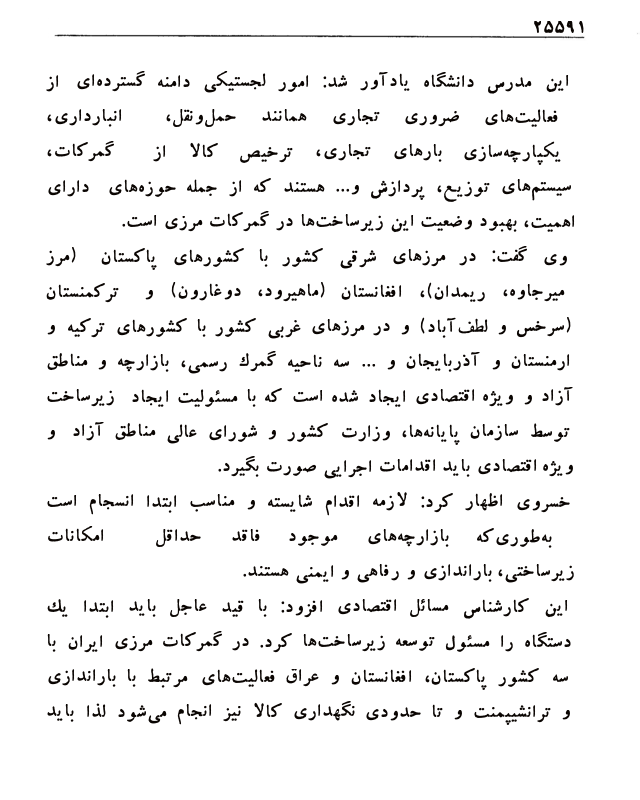 ۲۵۵۹۱
این مدرس دانشگاه یادآور شد: امور لجستیکی دامنه گسترده‌ای از
فعالیت‌های ضروری تجاری همانند حمل‌ونقل، انبارداری،
یکپارچه‌سازی بارهای تجاری، ترخیص کالا از گمرکات،
سیستم‌های توزیع، پردازش و... هستند که از جمله حوزه‌های دارای
اهمیت، بهبود وضعیت این زیرساخت‌ها در گمرکات مرزی است.
وی گفت: در مرزهای شرقی کشور با کشورهای پاکستان (مرز
میرجاوه، ریمدان)، افغانستان (ماهیرود، دوغارون) و ترکمنستان
(سرخس و لطف‌آباد) و در مرزهای غربی کشور با کشورهای ترکیه و
ارمنستان و آذربایجان و ... سه ناحیه گمرك رسمی، بازارچه و مناطق
آزاد و ویژه اقتصادی ایجاد شده است که با مسئولیت ایجاد زیرساخت
توسط سازمان پایانه‌ها، وزارت کشور و شورای عالی مناطق آزاد و
ویژه اقتصادی باید اقدامات اجرایی صورت بگیرد.
خسروی اظهار کرد: لازمه اقدام شایسته و مناسب ابتدا انسجام است
به‌طوری‌که بازارچه‌های موجود فاقد حداقل امکانات
زیرساختی، باراندازی و رفاهی و ایمنی هستند.
این کارشناس مسائل اقتصادی افزود: با قید عاجل باید ابتدا یك
دستگاه را مسئول توسعه زیرساخت‌ها کرد. در گمرکات مرزی ایران با
سه کشور پاکستان، افغانستان و عراق فعالیت‌های مرتبط با باراندازی
و ترانشیپمنت و تا حدودی نگهداری کالا نیز انجام می‌شود لذا باید